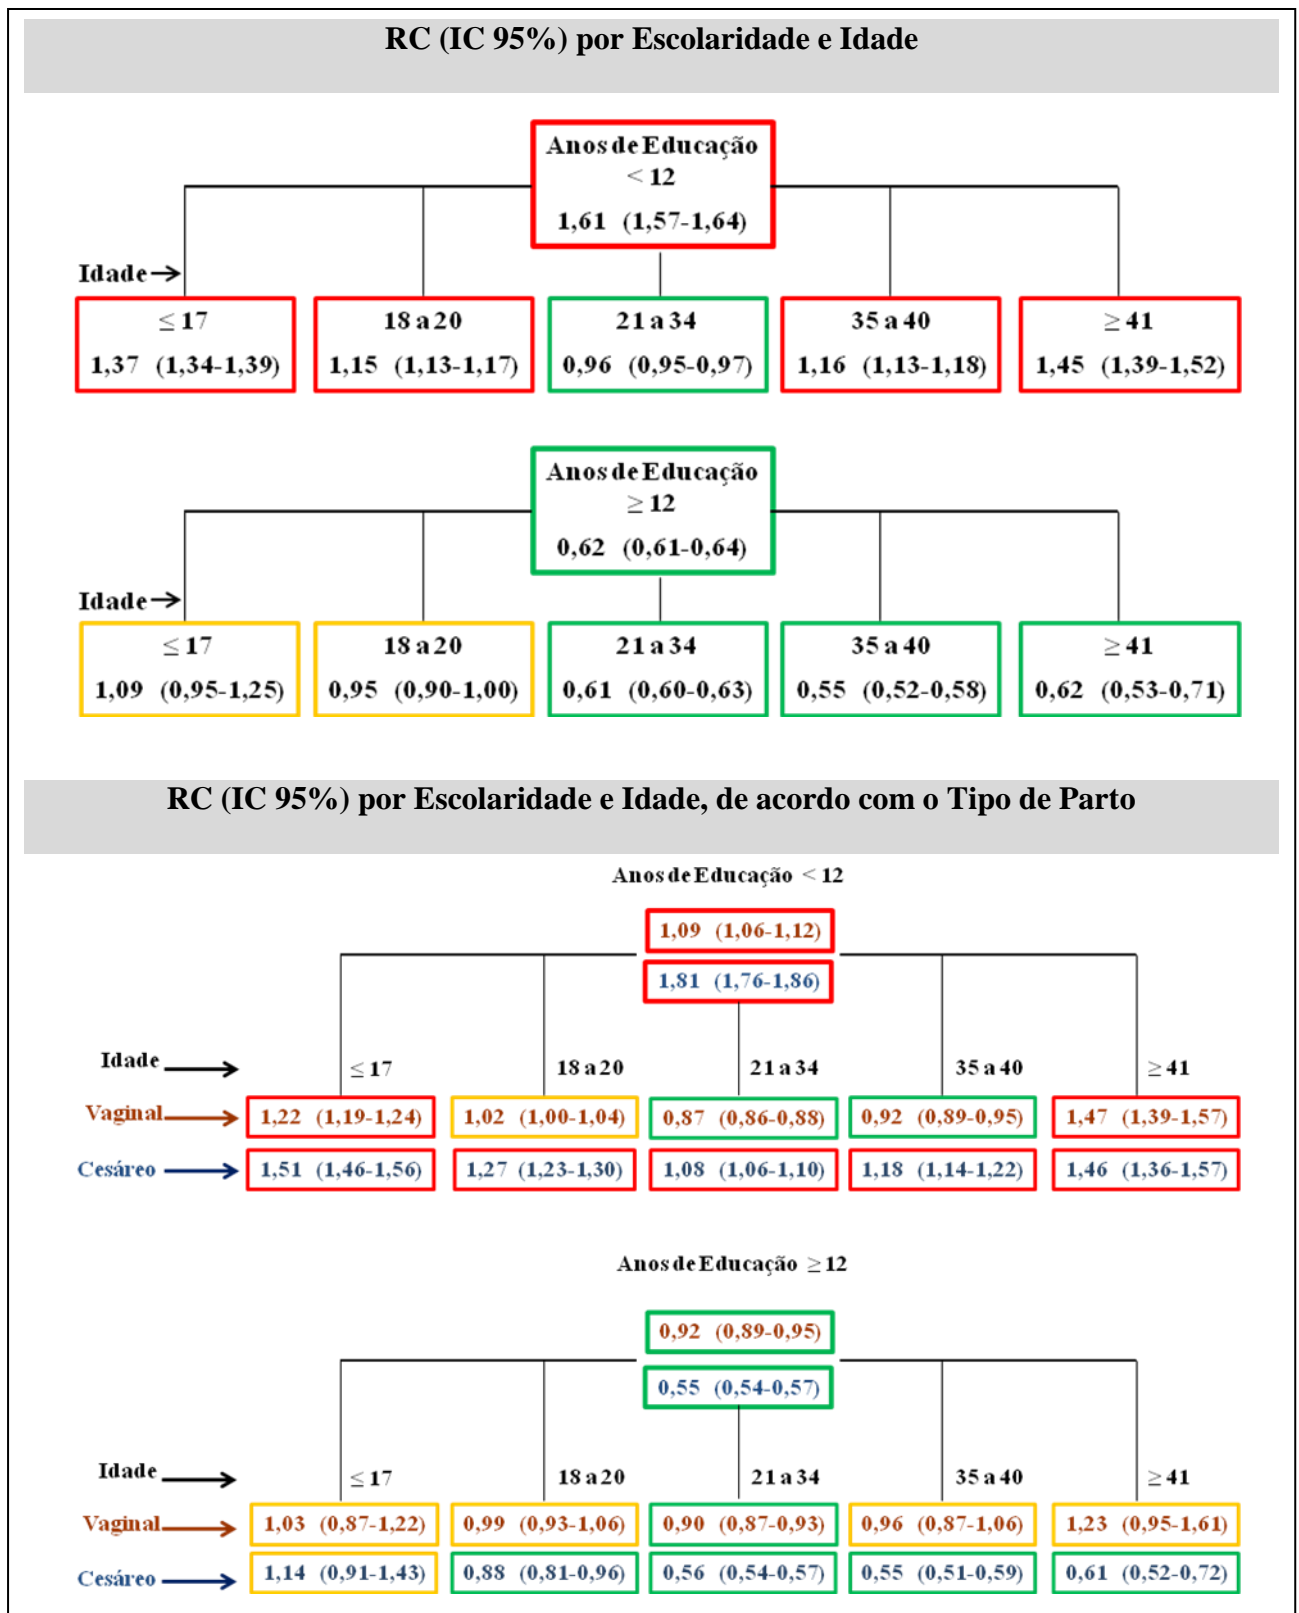 RC (IC 95%) por Escolaridade e Idade
Anos de Educação
< 12
1,61 (1,57-1,64)
Idade→
≤ 17
1,37 (1,34-1,39)
18 a 20
1,15 (1,13-1,17)
21 a 34
0,96 (0,95-0,97)
35 a 40
1,16 (1,13-1,18)
≥ 41
1,45 (1,39-1,52)
Anos de Educação
≥ 12
0,62 (0,61-0,64)
Idade→
≤ 17
1,09 (0,95-1,25)
18 a 20
0,95 (0,90-1,00)
21 a 34
0,61 (0,60-0,63)
35 a 40
0,55 (0,52-0,58)
≥ 41
0,62 (0,53-0,71)
RC (IC 95%) por Escolaridade e Idade, de acordo com o Tipo de Parto
Anos de Educação < 12
1,09 (1,06-1,12)
1,81 (1,76-1,86)
Idade ≤ 17 18 a 20 21 a 34 35 a 40 ≥ 41
Vaginal 1,22 (1,19-1,24) 1,02 (1,00-1,04) 0,87 (0,86-0,88) 0,92 (0,89-0,95) 1,47 (1,39-1,57)
Cesáreo 1,51 (1,46-1,56) 1,27 (1,23-1,30) 1,08 (1,06-1,10) 1,18 (1,14-1,22) 1,46 (1,36-1,57)
Anos de Educação ≥ 12
0,92 (0,89-0,95)
0,55 (0,54-0,57)
Idade ≤ 17 18 a 20 21 a 34 35 a 40 ≥ 41
Vaginal 1,03 (0,87-1,22) 0,99 (0,93-1,06) 0,90 (0,87-0,93) 0,96 (0,87-1,06) 1,23 (0,95-1,61)
Cesáreo 1,14 (0,91-1,43) 0,88 (0,81-0,96) 0,56 (0,54-0,57) 0,55 (0,51-0,59) 0,61 (0,52-0,72)